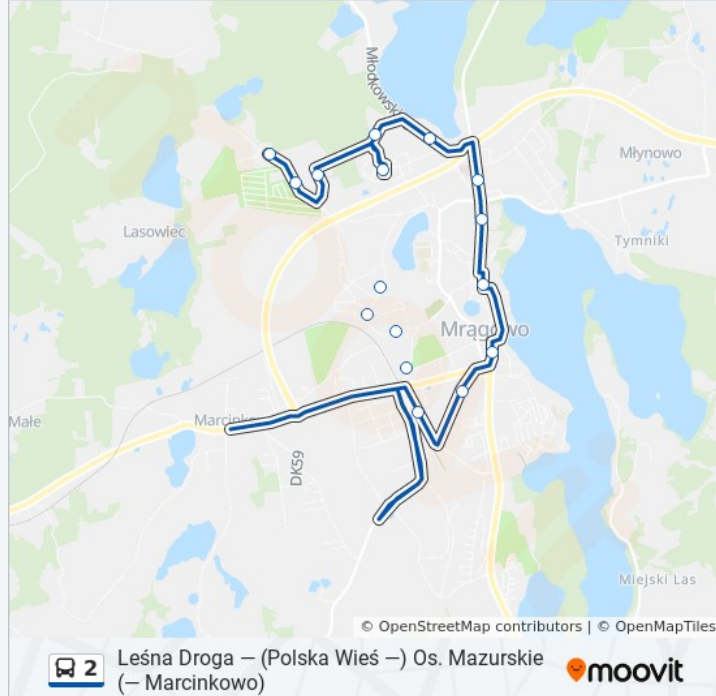 Młodkowski
Młynowo
Lasowiec
Tymniki
Mrągowo
Małe
Marcinkowo
DK59
Miejski Las
© OpenStreetMap contributors | © OpenMapTiles
2 Leśna Droga — (Polska Wieś —) Os. Mazurskie
(— Marcinkowo)
moovit